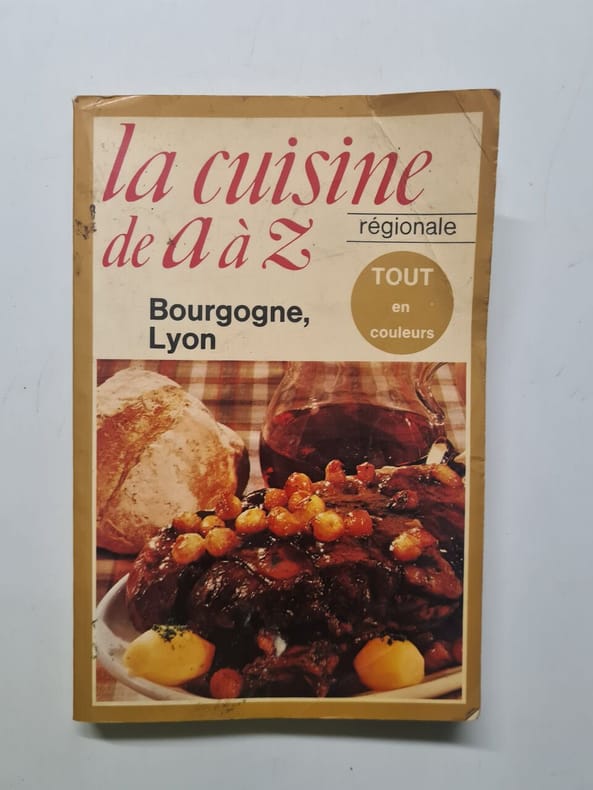 la cuisine
de a à z
régionale
TOUT
en
couleurs
Bourgogne,
Lyon